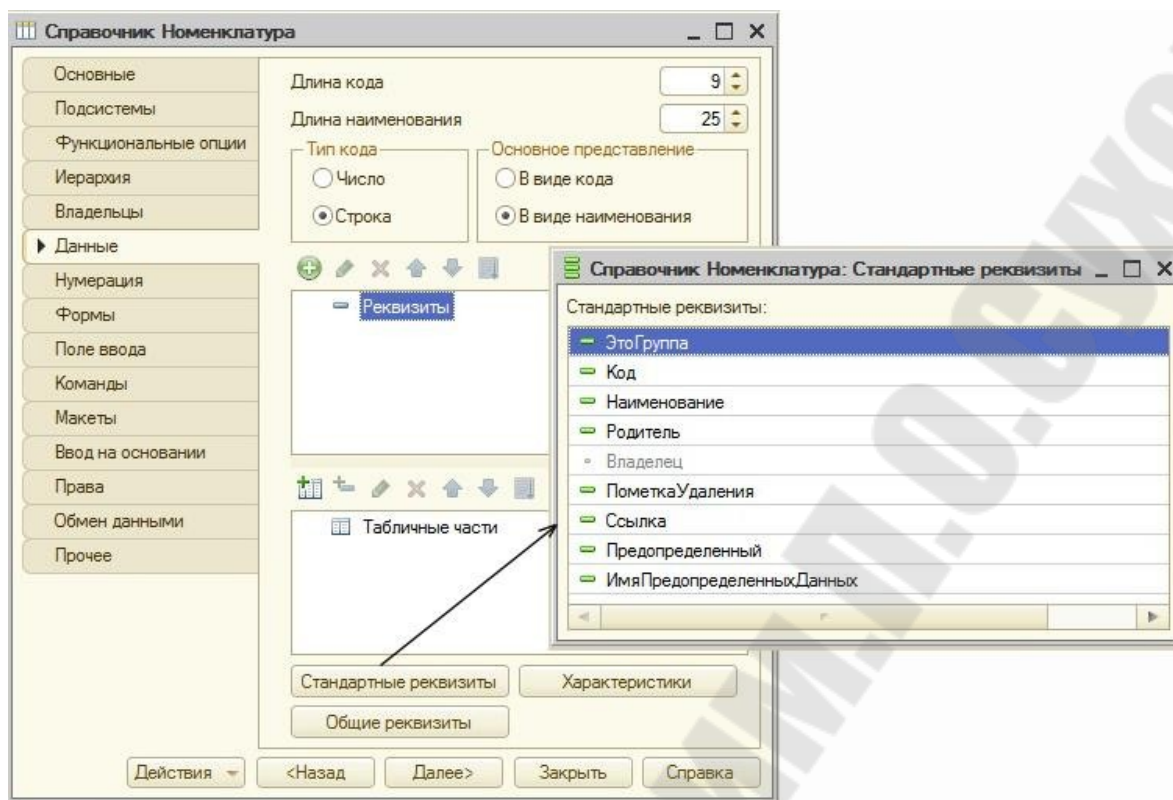 Справочник Номенклатура
Основные
Подсистемы
Функциональные опции
Иерархия
Владельцы
Данные
Нумерация
Формы
Поле ввода
Команды
Макеты
Ввод на основании
Права
Обмен данными
Прочее
Длина кода 9
Длина наименования 25
Тип кода
Число
Строка
Основное представление
В виде кода
В виде наименования
Реквизиты
Табличные части
Стандартные реквизиты
Характеристики
Общие реквизиты
Действия
<Назад
Далее>
Закрыть
Справка
Справочник Номенклатура: Стандартные реквизиты
Стандартные реквизиты:
ЭтоГруппа
Код
Наименование
Родитель
Владелец
ПометкаУдаления
Ссылка
Предопределенный
ИмяПредопределенныхДанных